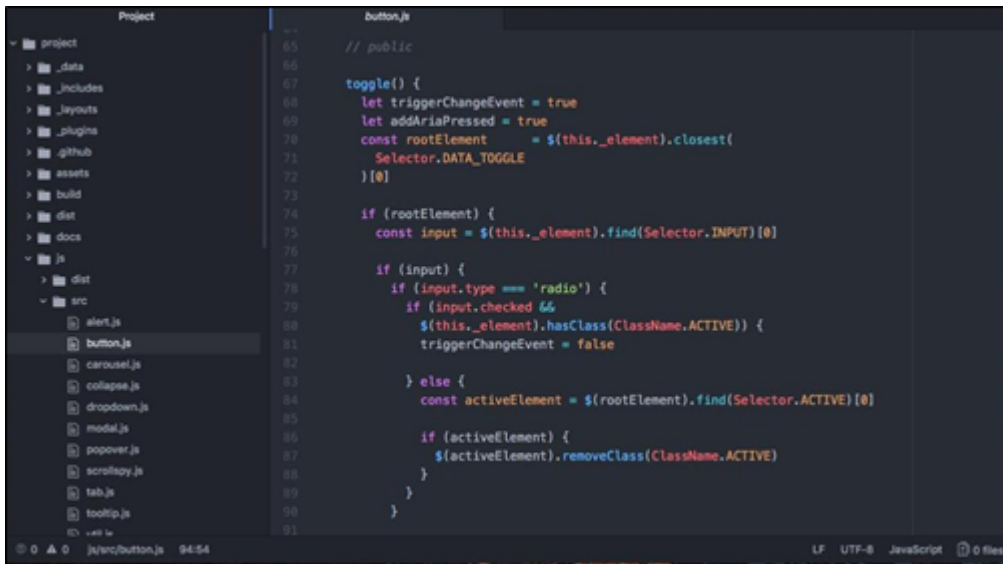 Project
project
_data
_includes
_layouts
_plugins
.github
assets
build
dist
docs
js
dist
src
alert.js
button.js
carousel.js
collapse.js
dropdown.js
modal.js
popover.js
scrollspy.js
tab.js
tooltip.js
button.js
65 // public
66
67 toggle() {
68 let triggerChangeEvent = true
69 let addAriaPressed = true
70 const rootElement = $(this._element).closest(
71 Selector.DATA_TOGGLE
72 )[0]
73
74 if (rootElement) {
75 const input = $(this._element).find(Selector.INPUT)[0]
76
77 if (input) {
78 if (input.type === 'radio') {
79 if (input.checked &&
80 $(this._element).hasClass(ClassName.ACTIVE)) {
81 triggerChangeEvent = false
82
83 } else {
84 const activeElement = $(rootElement).find(Selector.ACTIVE)[0]
85
86 if (activeElement) {
87 $(activeElement).removeClass(ClassName.ACTIVE)
88 }
89 }
90 }
91
0 0 js/src/button.js 94:54 LF UTF-8 JavaScript 0 files